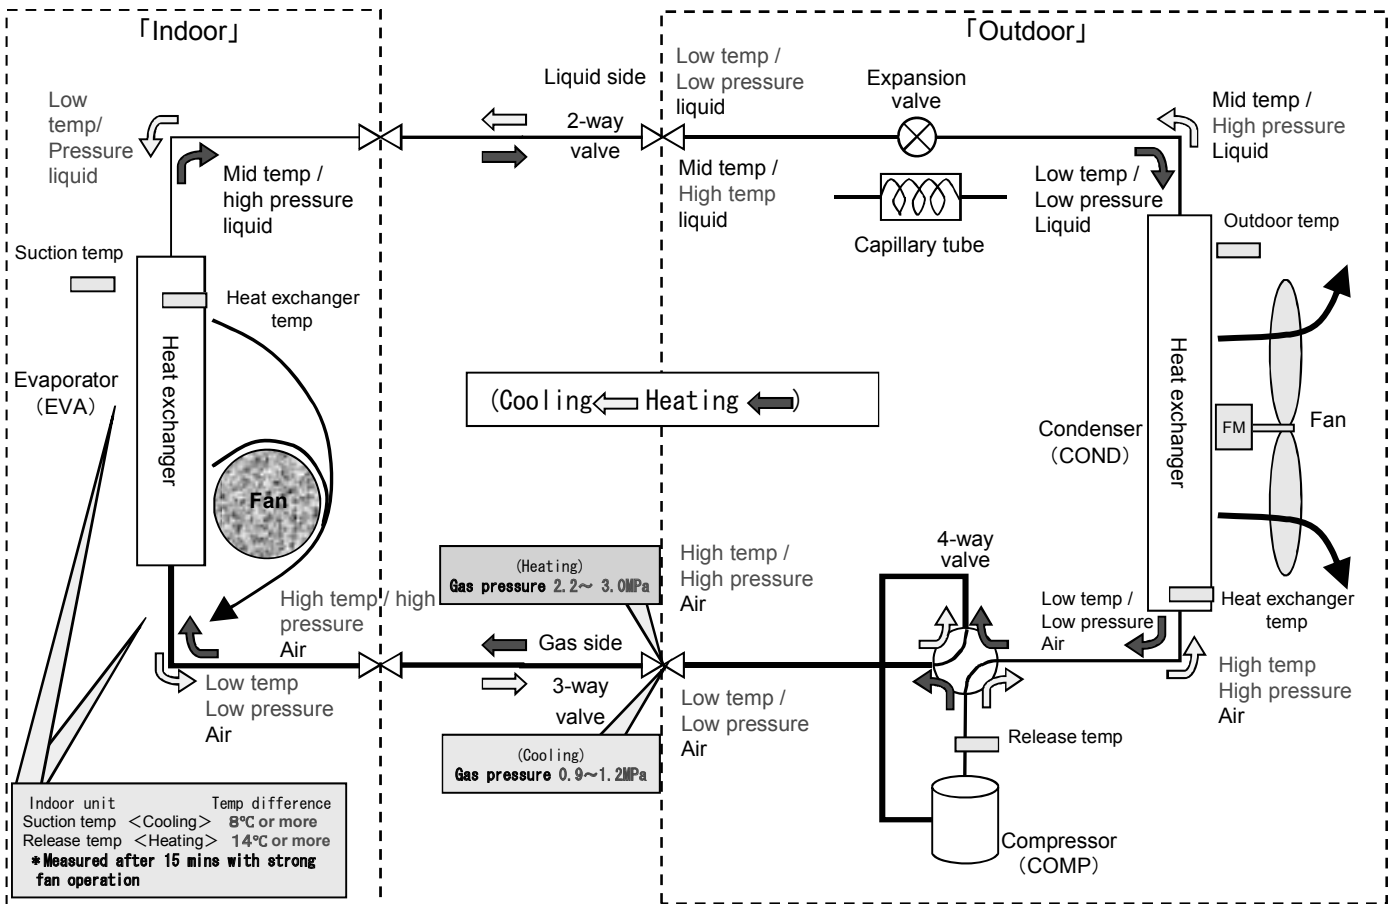 「Indoor」
「Outdoor」
Low
temp/
Pressure
liquid
Mid temp /
high pressure
liquid
Liquid side
2-way
valve
Low temp /
Low pressure
liquid
Mid temp /
High temp
liquid
Expansion
valve
Capillary tube
Mid temp /
High pressure
Liquid
Low temp /
Low pressure
Liquid
Suction temp
Heat exchanger
temp
Heat exchanger
Evaporator
（EVA）
Fan
(Cooling Heating )
Outdoor temp
Heat exchanger
Condenser
（COND）
FM
Fan
(Heating)
Gas pressure 2.2～ 3.0MPa
High temp /
High pressure
Air
4-way
valve
Low temp /
Low pressure
Air
Heat exchanger
temp
High temp / high
pressure
Air
Gas side
3-way
valve
Low temp
Low pressure
Air
Low temp /
Low pressure
Air
High temp
High pressure
Air
(Cooling)
Gas pressure 0.9～1.2MPa
Release temp
Compressor
（COMP）
Indoor unit Temp difference
Suction temp ＜Cooling＞ 8℃ or more
Release temp ＜Heating＞ 14℃ or more
*Measured after 15 mins with strong
fan operation